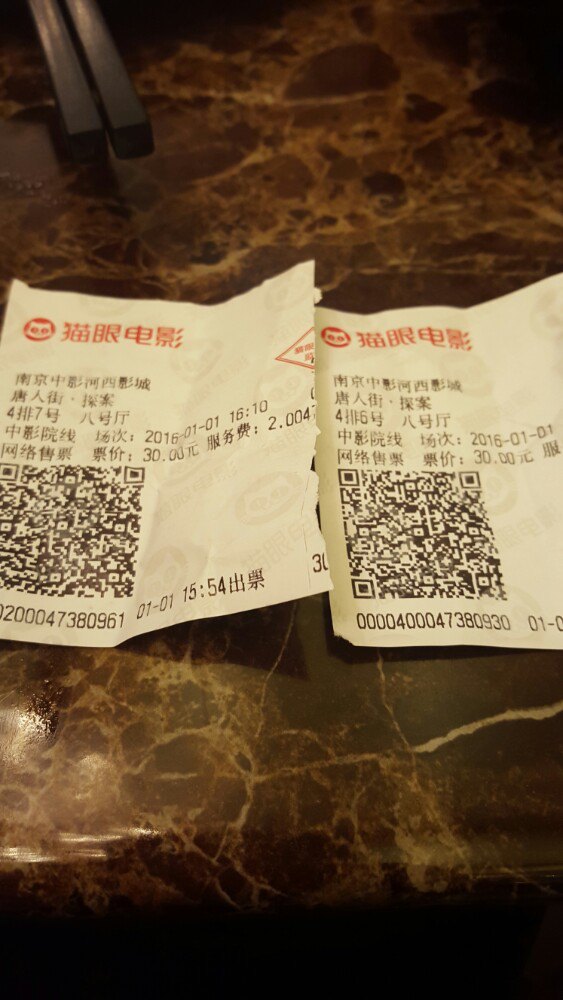 猫眼电影
南京中影河西影城
唐人街·探案
4排7号 八号厅
中影院线 场次: 2016-01-01 16:10
网络售票 票价: 30.00元 服务费: 2.00
0200047380961 01-01 15:54出票
猫眼电影
南京中影河西影城
唐人街·探案
4排6号 八号厅
中影院线 场次: 2016-01-01
网络售票 票价: 30.00元 服
0000400047380930 01-0